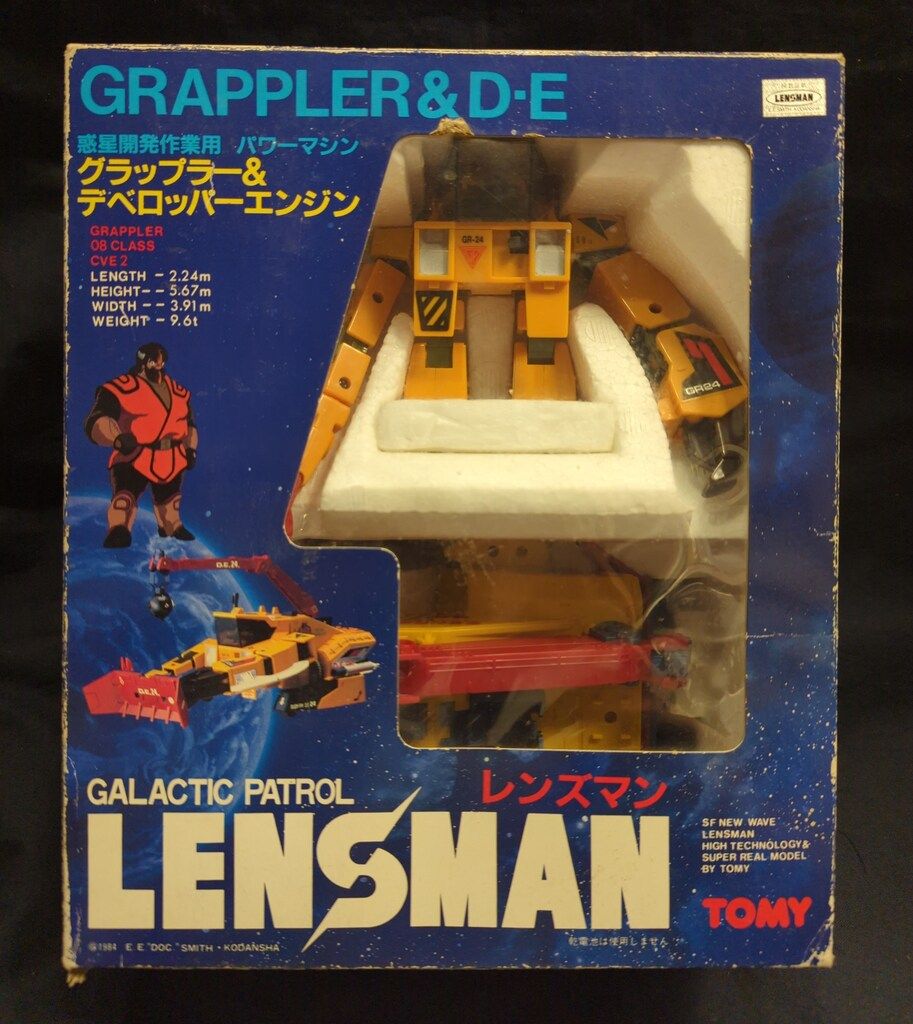 GRAPPLER & D·E
LENSMAN
惑星開発作業用 パワーマシン
グラップラー&
デベロッパーエンジン
GRAPPLER
08 CLASS
CVE 2
LENGTH - 2.24m
HEIGHT - - 5.67m
WIDTH - - 3.91m
WEIGHT - 9.6t
GR-24
GR24
D.E.N.
D.E.N.
GALACTIC PATROL
レンズマン
LENSMAN
SF NEW WAVE
LENSMAN
HIGH TECHNOLOGY &
SUPER REAL MODEL
BY TOMY
TOMY
©1984 E.E "DOC" SMITH · KODANSHA
乾電池は使用しません